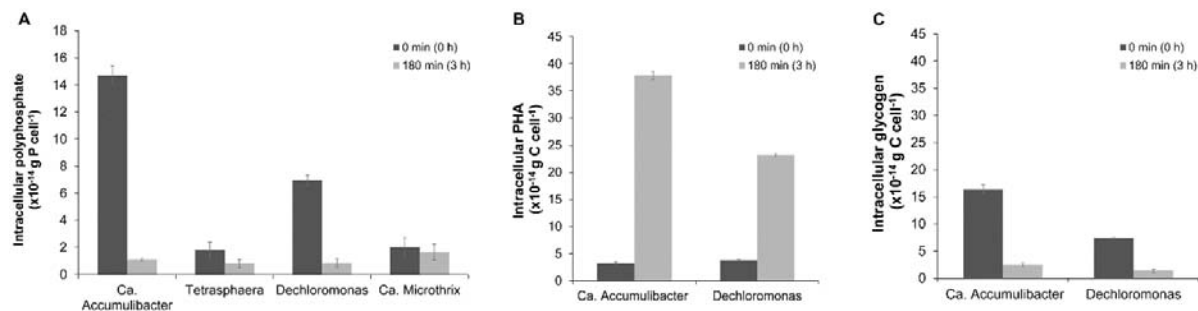 A
Intracellular polyphosphate
(x10⁻¹⁴ g P cell⁻¹)
18
16
14
12
10
8
6
4
2
0
0 min (0 h)
180 min (3 h)
Ca.
Accumulibacter
Tetrasphaera
Dechloromonas
Ca. Microthrix
B
Intracellular PHA
(x10⁻¹⁴ g C cell⁻¹)
45
40
35
30
25
20
15
10
5
0
0 min (0 h)
180 min (3 h)
Ca. Accumulibacter
Dechloromonas
C
Intracellular glycogen
(x10⁻¹⁴ g C cell⁻¹)
45
40
35
30
25
20
15
10
5
0
0 min (0 h)
180 min (3 h)
Ca. Accumulibacter
Dechloromonas